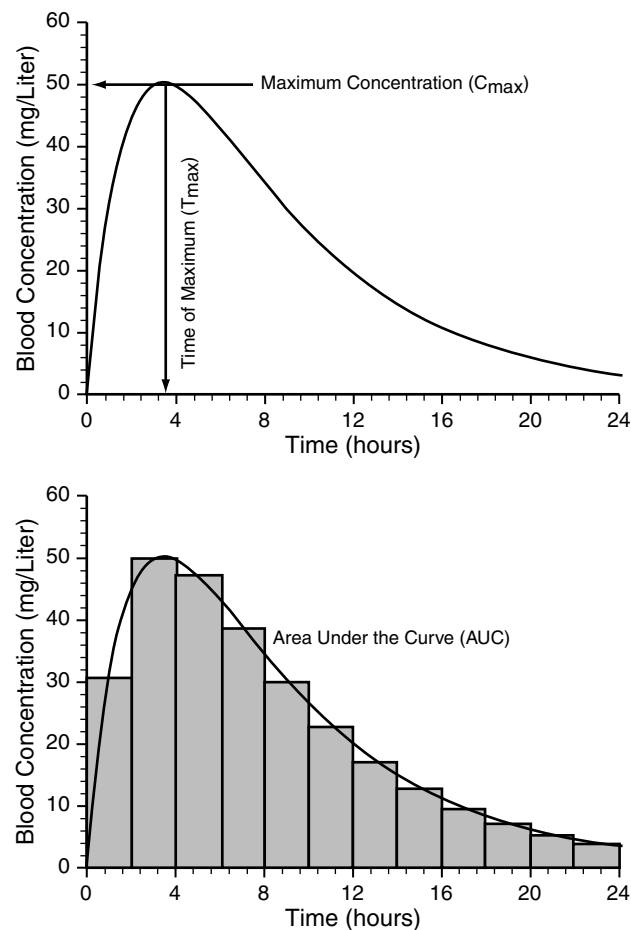 60
50
40
30
20
10
0
Blood Concentration (mg/Liter)
Maximum Concentration (Cmax)
Time of Maximum (Tmax)
0 4 8 12 16 20 24
Time (hours)
60
50
40
30
20
10
0
Blood Concentration (mg/Liter)
Area Under the Curve (AUC)
0 4 8 12 16 20 24
Time (hours)